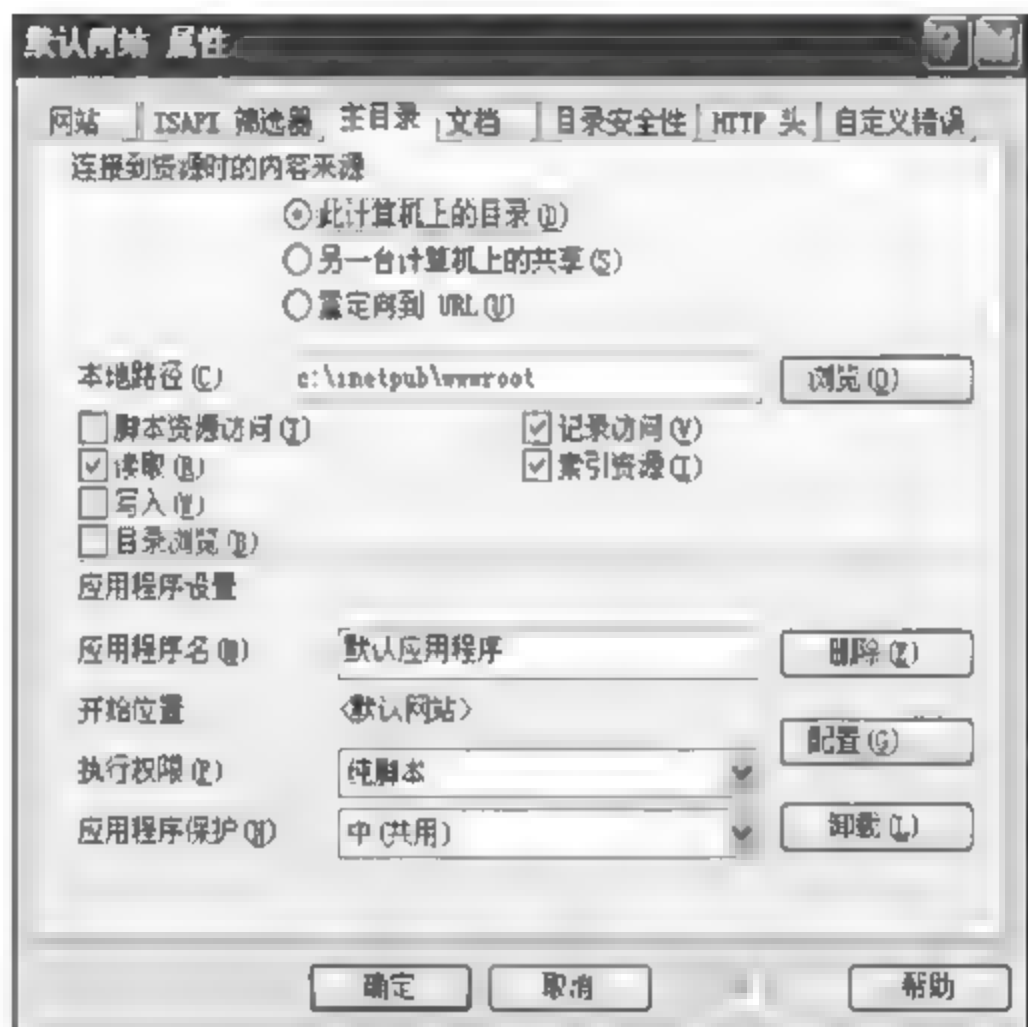 默认网站 属性
网站 ISAPI 筛选器 主目录 文档 目录安全性 HTTP 头 自定义错误
连接到资源时的内容来源
此计算机上的目录(D)
另一台计算机上的共享(S)
重定向到 URL(U)
本地路径(C) c:\inetpub\wwwroot 浏览(O)
脚本资源访问(T) 记录访问(V)
读取(R) 索引资源(I)
写入(W)
目录浏览(B)
应用程序设置
应用程序名(M) 默认应用程序 删除(E)
开始位置 <默认网站>
配置(G)
执行权限(P) 纯脚本
应用程序保护(N) 中(共用) 卸载(L)
确定 取消 帮助